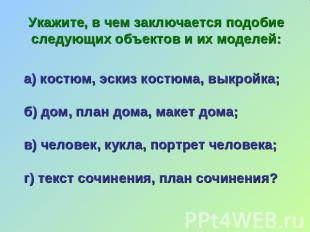 Укажите, в чем заключается подобие
следующих объектов и их моделей:
а) костюм, эскиз костюма, выкройка;
б) дом, план дома, макет дома;
в) человек, кукла, портрет человека;
г) текст сочинения, план сочинения?
PPt4WEB.ru